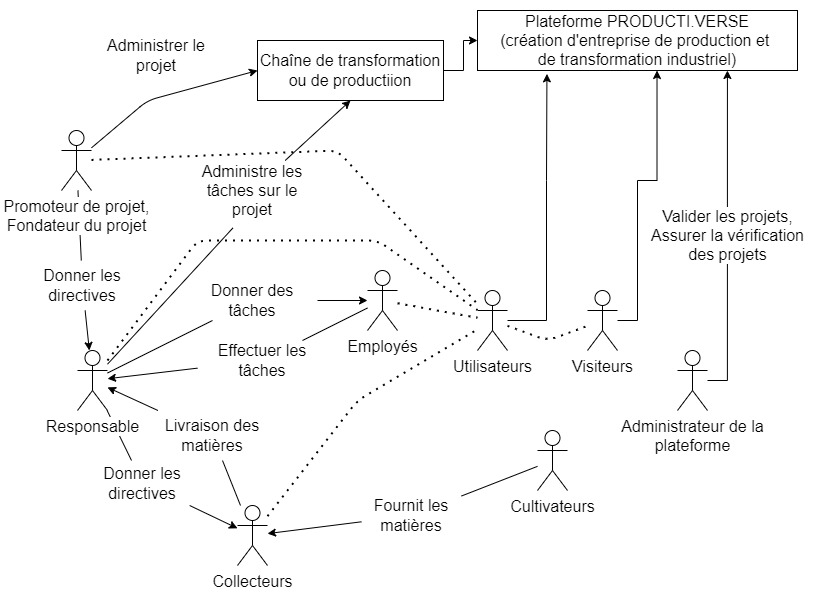 Plateforme PRODUCTI.VERSE
(création d'entreprise de production et
de transformation industriel)
Administrer le
projet
Chaîne de transformation
ou de productiion
Administre les
tâches sur le
projet
Promoteur de projet,
Fondateur du projet
Valider les projets,
Assurer la vérification
des projets
Donner les
directives
Donner des
tâches
Employés
Effectuer les
tâches
Utilisateurs
Visiteurs
Responsable
Livraison des
matières
Administrateur de la
plateforme
Donner les
directives
Fournit les
matières
Cultivateurs
Collecteurs